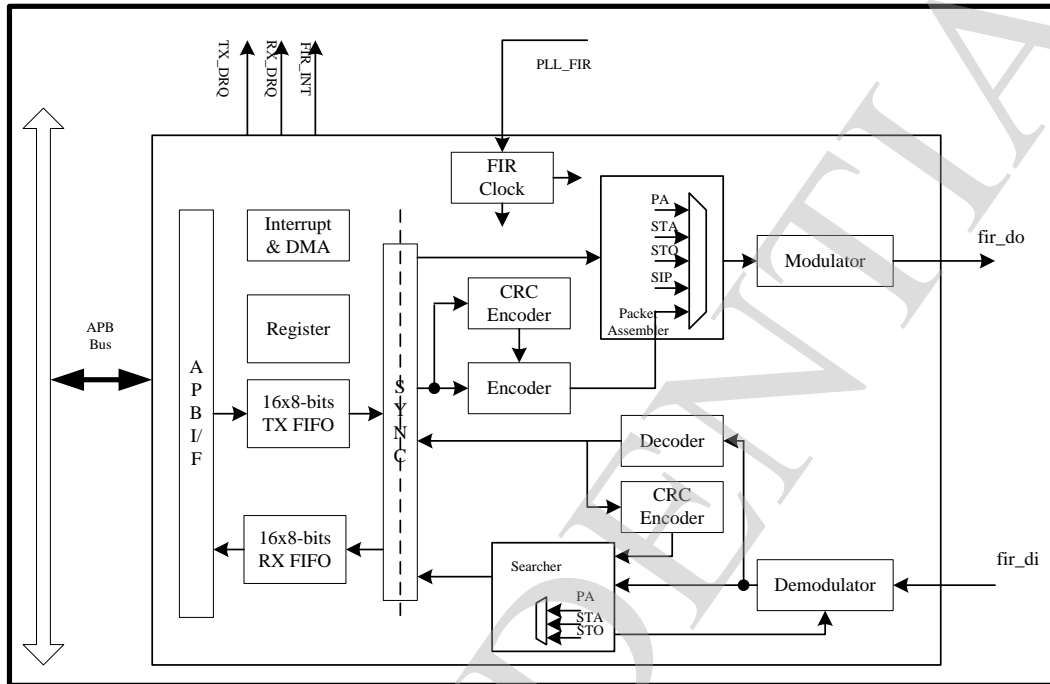 TX_DRQ
RX_DRQ
FIR_INT
PLL_FIR
FIR
Clock
Interrupt
& DMA
Register
APB
Bus
A
P
B
I/
F
16x8-bits
TX FIFO
16x8-bits
RX FIFO
S
Y
N
C
CRC
Encoder
Encoder
PA
STA
STO
SIP
Packer
Assembler
Modulator
fir_do
Decoder
CRC
Encoder
Searcher
PA
STA
STO
Demodulator
fir_di
DENTIA